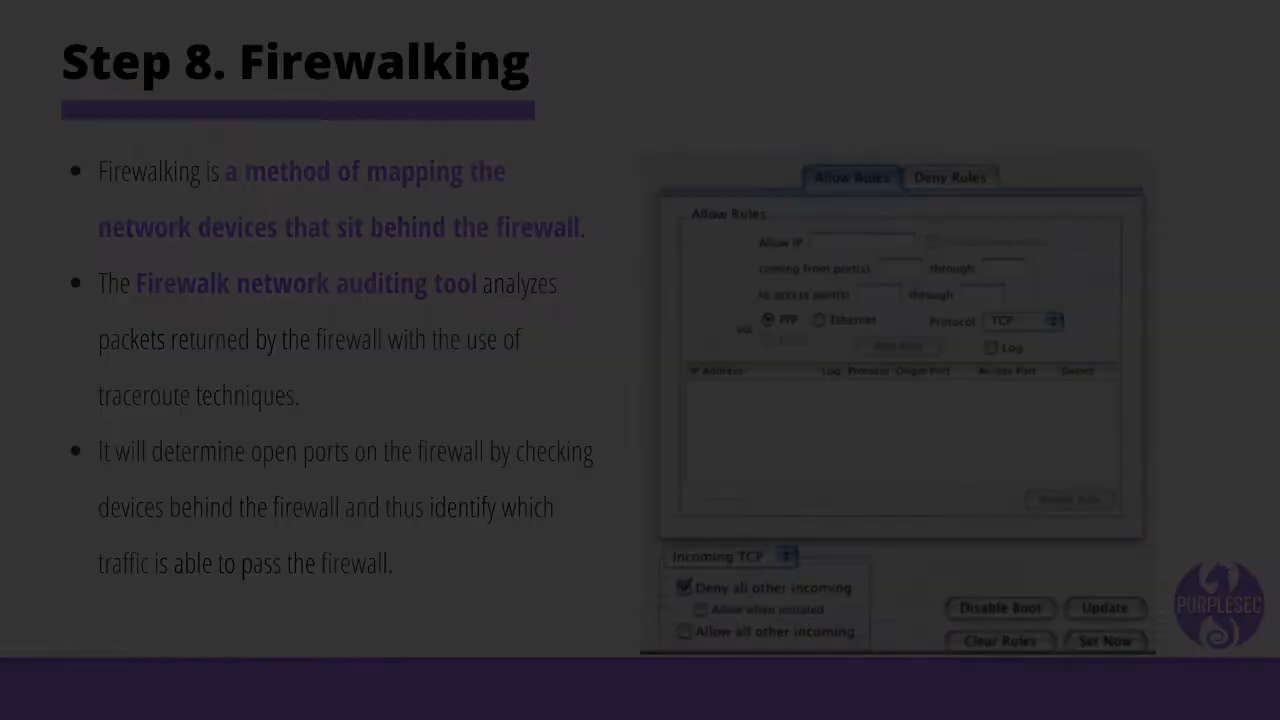 Step 8. Firewalking
Firewalking is a method of mapping the
network devices that sit behind the firewall.
The Firewalk network auditing tool analyzes
packets returned by the firewall with the use of
traceroute techniques.
It will determine open ports on the firewall by checking
devices behind the firewall and thus identify which
traffic is able to pass the firewall.
Allow Rules Deny Rules
Allow Rules
Allow IP
coming from port(s) through
to access ports: through
via PPP Ethernet Protocol TCP
Log
IP Address Log Protocol Origin Port Access Port Device
Incoming TCP
Deny all other incoming
Allow when initiated
Allow all other incoming
Disable Boot Update
Clear Rules Set Now
PURPLESEC